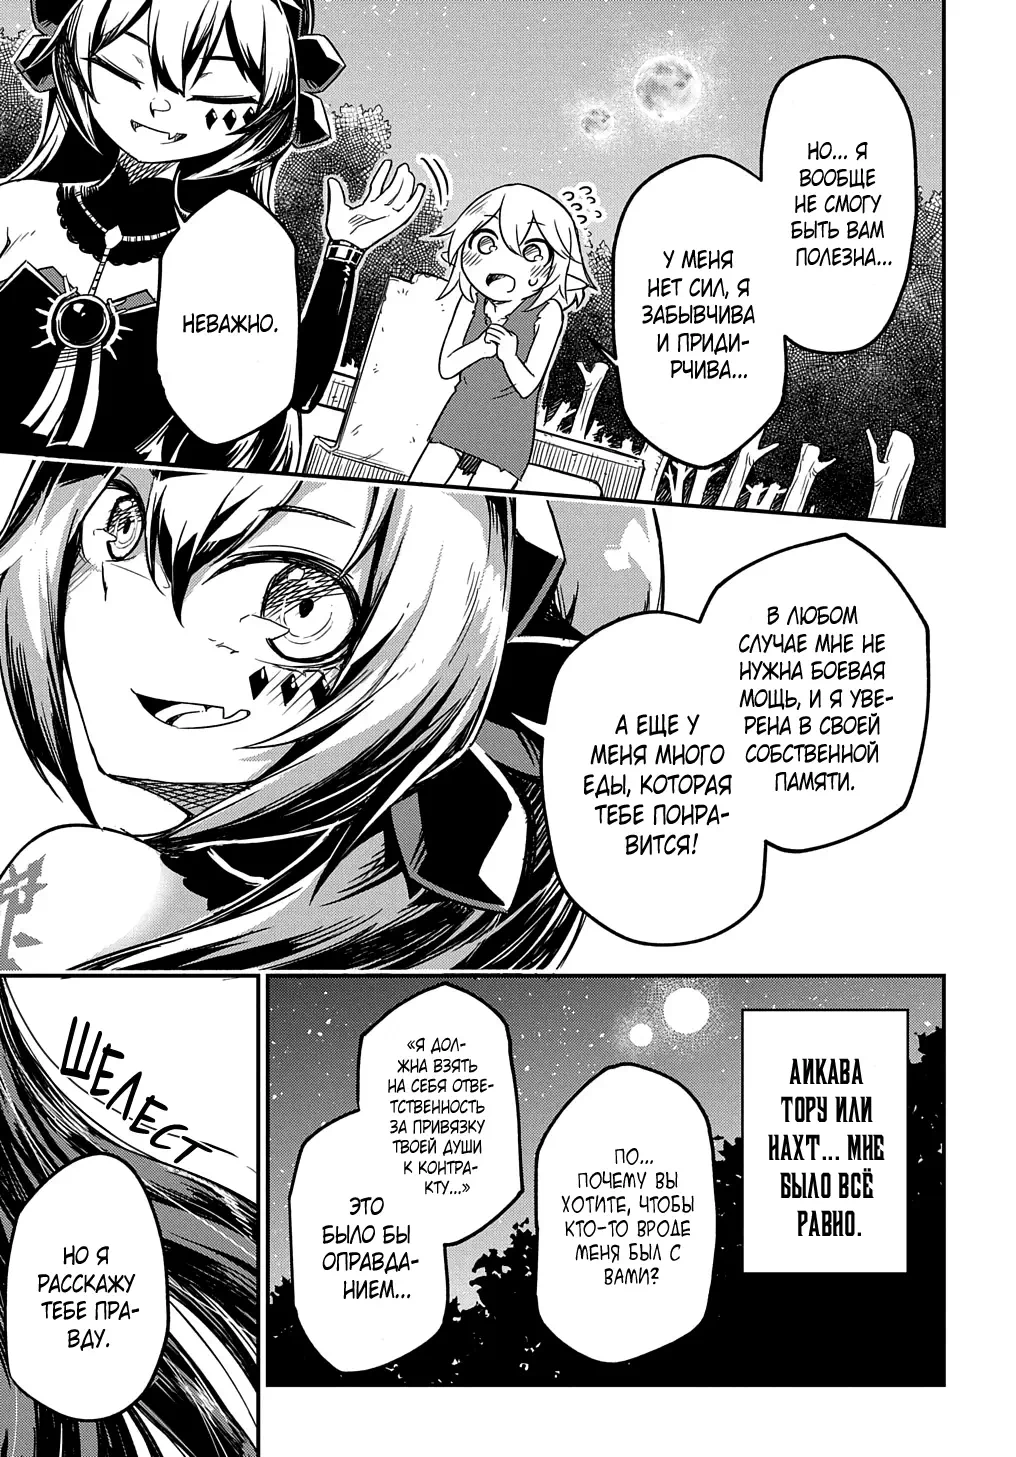 НО... Я
ВООБЩЕ
НЕ СМОГУ
БЫТЬ ВАМ
ПОЛЕЗНА...
У МЕНЯ
НЕТ СИЛ, Я
ЗАБЫВЧИВА
И ПРИДИ-
РЧИВА...
НЕВАЖНО.
В ЛЮБОМ
СЛУЧАЕ МНЕ НЕ
НУЖНА БОЕВАЯ
МОЩЬ, И Я УВЕ-
РЕНА В СВОЕЙ
СОБСТВЕННОЙ
ПАМЯТИ.
А ЕЩЕ У
МЕНЯ МНОГО
ЕДЫ, КОТОРАЯ
ТЕБЕ ПОНРА-
ВИТСЯ!
АИКАВА
ТОРУ ИЛИ
НАХТ... МНЕ
БЫЛО ВСЁ
РАВНО.
ПО...
ПОЧЕМУ ВЫ
ХОТИТЕ, ЧТОБЫ
КТО-ТО ВРОДЕ
МЕНЯ БЫЛ С
ВАМИ?
«Я ДОЛ-
ЖНА ВЗЯТЬ
НА СЕБЯ ОТВЕ-
ТСТВЕННОСТЬ
ЗА ПРИВЯЗКУ
ТВОЕЙ ДУШИ
К КОНТРА-
КТУ...»
ЭТО
БЫЛО БЫ
ОПРАВДА-
НИЕМ...
ШЕЛЕСТ
НО Я
РАССКАЖУ
ТЕБЕ ПРА-
ВДУ.